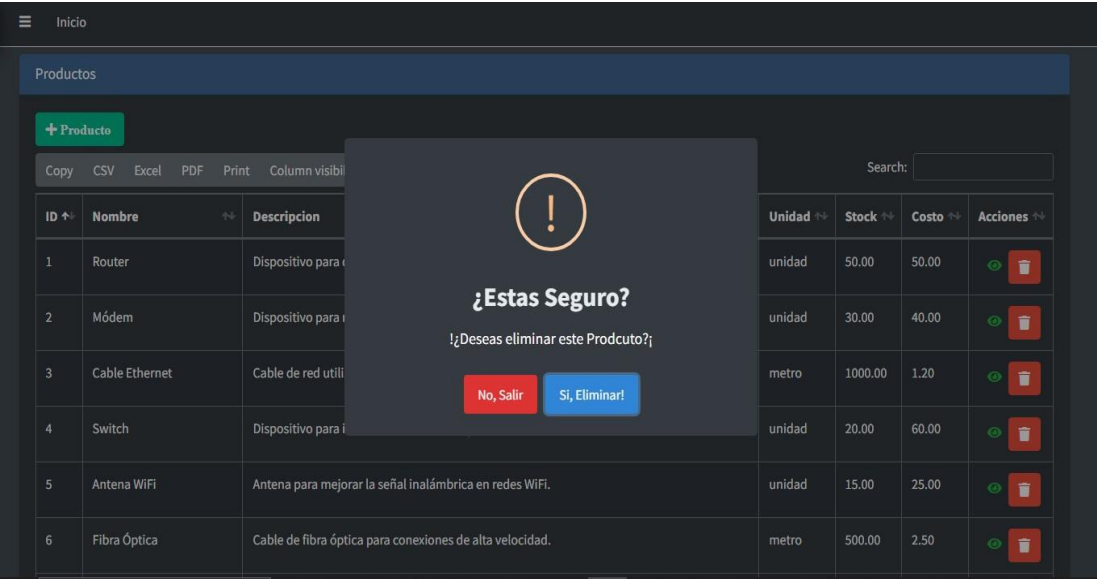 Inicio
Productos
+ Producto
Copy CSV Excel PDF Print Column visibil
Search:
ID Nombre Descripcion Unidad Stock Costo Acciones
1 Router Dispositivo para unidad 50.00 50.00
2 Módem Dispositivo para unidad 30.00 40.00
3 Cable Ethernet Cable de red utili metro 1000.00 1.20
4 Switch Dispositivo para i unidad 20.00 60.00
5 Antena WiFi Antena para mejorar la señal inalámbrica en redes WiFi. unidad 15.00 25.00
6 Fibra Óptica Cable de fibra óptica para conexiones de alta velocidad. metro 500.00 2.50
!
¿Estas Seguro?
!¿Deseas eliminar este Prodcuto?¡
No, Salir
Si, Eliminar!